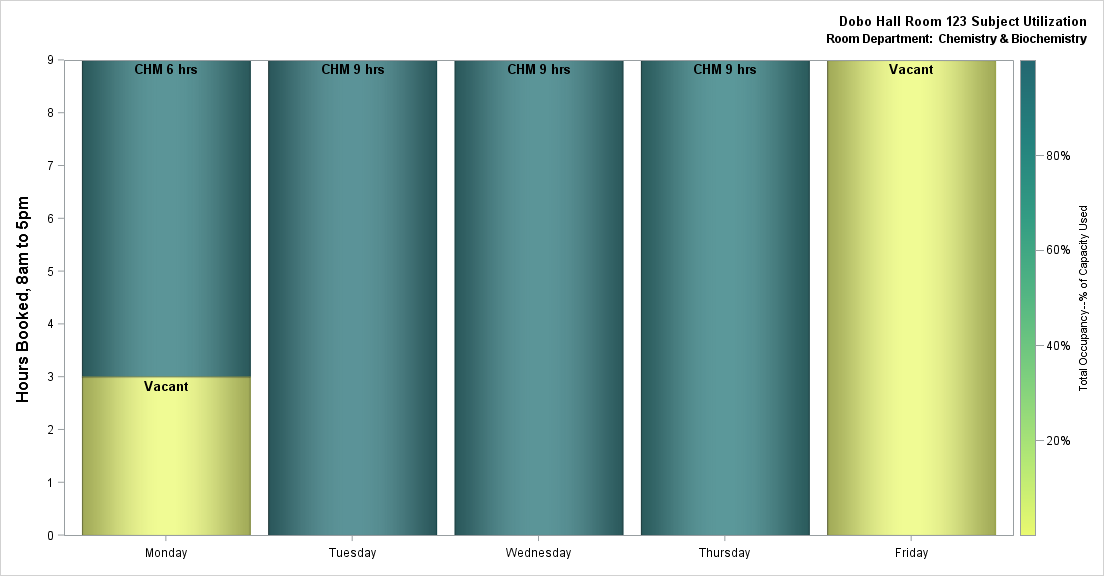 Dobo Hall Room 123 Subject Utilization
Room Department: Chemistry & Biochemistry
Hours Booked, 8am to 5pm
9
8
7
6
5
4
3
2
1
0
CHM 6 hrs
Vacant
CHM 9 hrs
CHM 9 hrs
CHM 9 hrs
Vacant
Monday
Tuesday
Wednesday
Thursday
Friday
80%
60%
40%
20%
Total Occupancy--% of Capacity Used